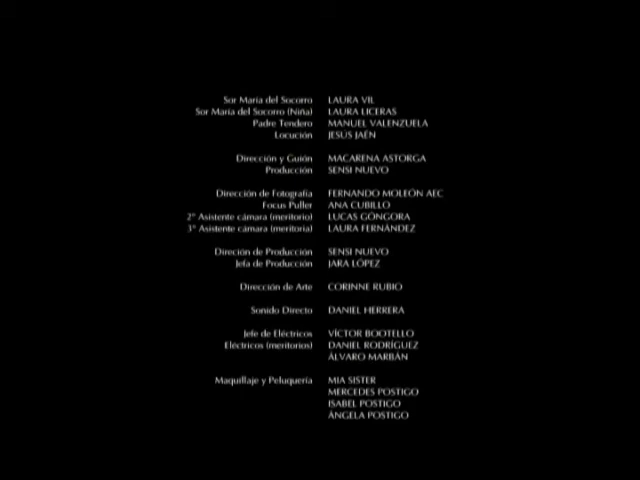 Sor María del Socorro LAURA VIL
Sor María del Socorro (Niña) LAURA LICERAS
Padre Tendero MANUEL VALENZUELA
Locución JESÚS JAÉN
Dirección y Guión MACARENA ASTORGA
Producción SENSI NUEVO
Dirección de Fotografía FERNANDO MOLEÓN AEC
Focus Puller ANA CUBILLO
2º Asistente cámara (meritorio) LUCAS GÓNGORA
3º Asistente cámara (meritoria) LAURA FERNÁNDEZ
Direción de Producción SENSI NUEVO
Jefa de Producción JARA LÓPEZ
Dirección de Arte CORINNE RUBIO
Sonido Directo DANIEL HERRERA
Jefe de Eléctricos VÍCTOR BOOTELLO
Eléctricos (meritorios) DANIEL RODRÍGUEZ
ÁLVARO MARBÁN
Maquillaje y Peluquería MIA SISTER
MERCEDES POSTIGO
ISABEL POSTIGO
ÁNGELA POSTIGO